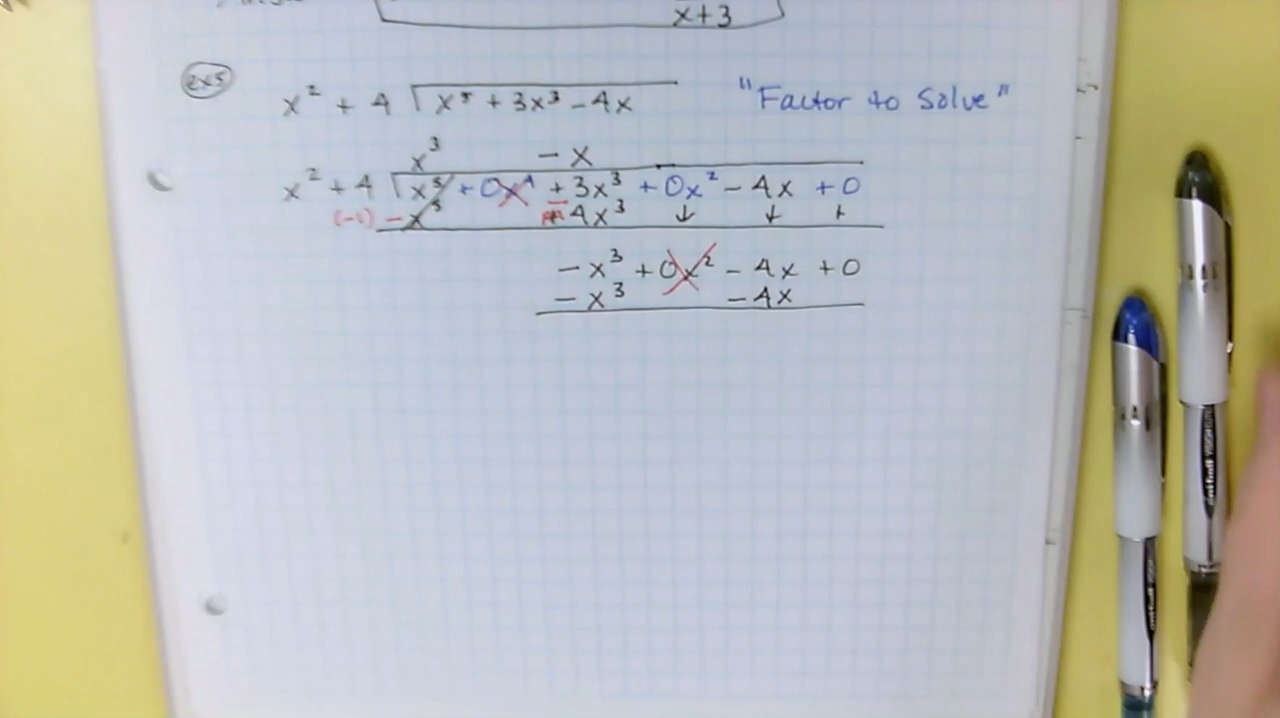 x+3
ex5
x² + 4 ⟌ x⁵ + 3x³ - 4x "Factor to Solve"
x³ - x
x² + 4 ⟌ x⁵ + 0x⁴ + 3x³ + 0x² - 4x + 0
(-1) - x⁵ - 4x³ ↓ ↓ ↓
- x³ + 0x² - 4x + 0
- x³ - 4x